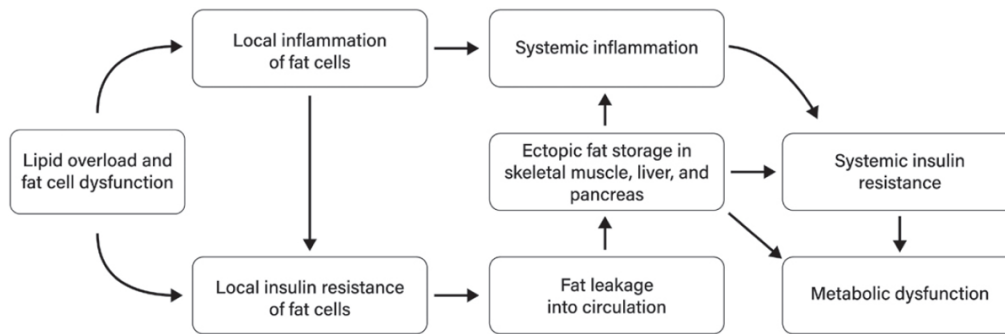 Local inflammation
of fat cells
Systemic inflammation
Lipid overload and
fat cell dysfunction
Ectopic fat storage in
skeletal muscle, liver, and
pancreas
Systemic insulin
resistance
Local insulin resistance
of fat cells
Fat leakage
into circulation
Metabolic dysfunction